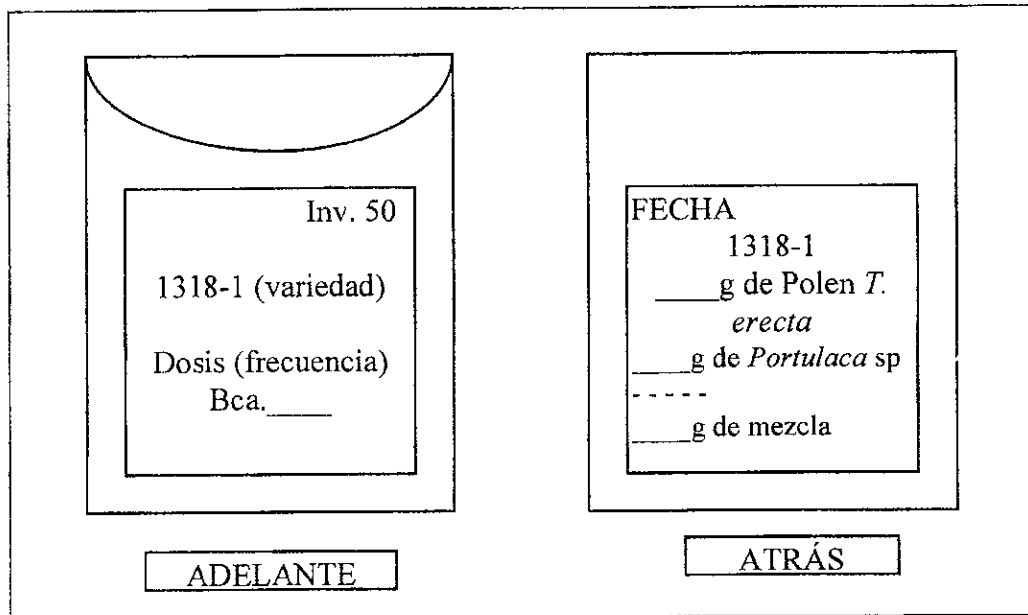 Inv. 50
1318-1 (variedad)
Dosis (frecuencia)
Bca._____
ADELANTE
FECHA
1318-1
_____g de Polen T.
erecta
_____g de Portulaca sp
- - - - -
_____g de mezcla
ATRÁS